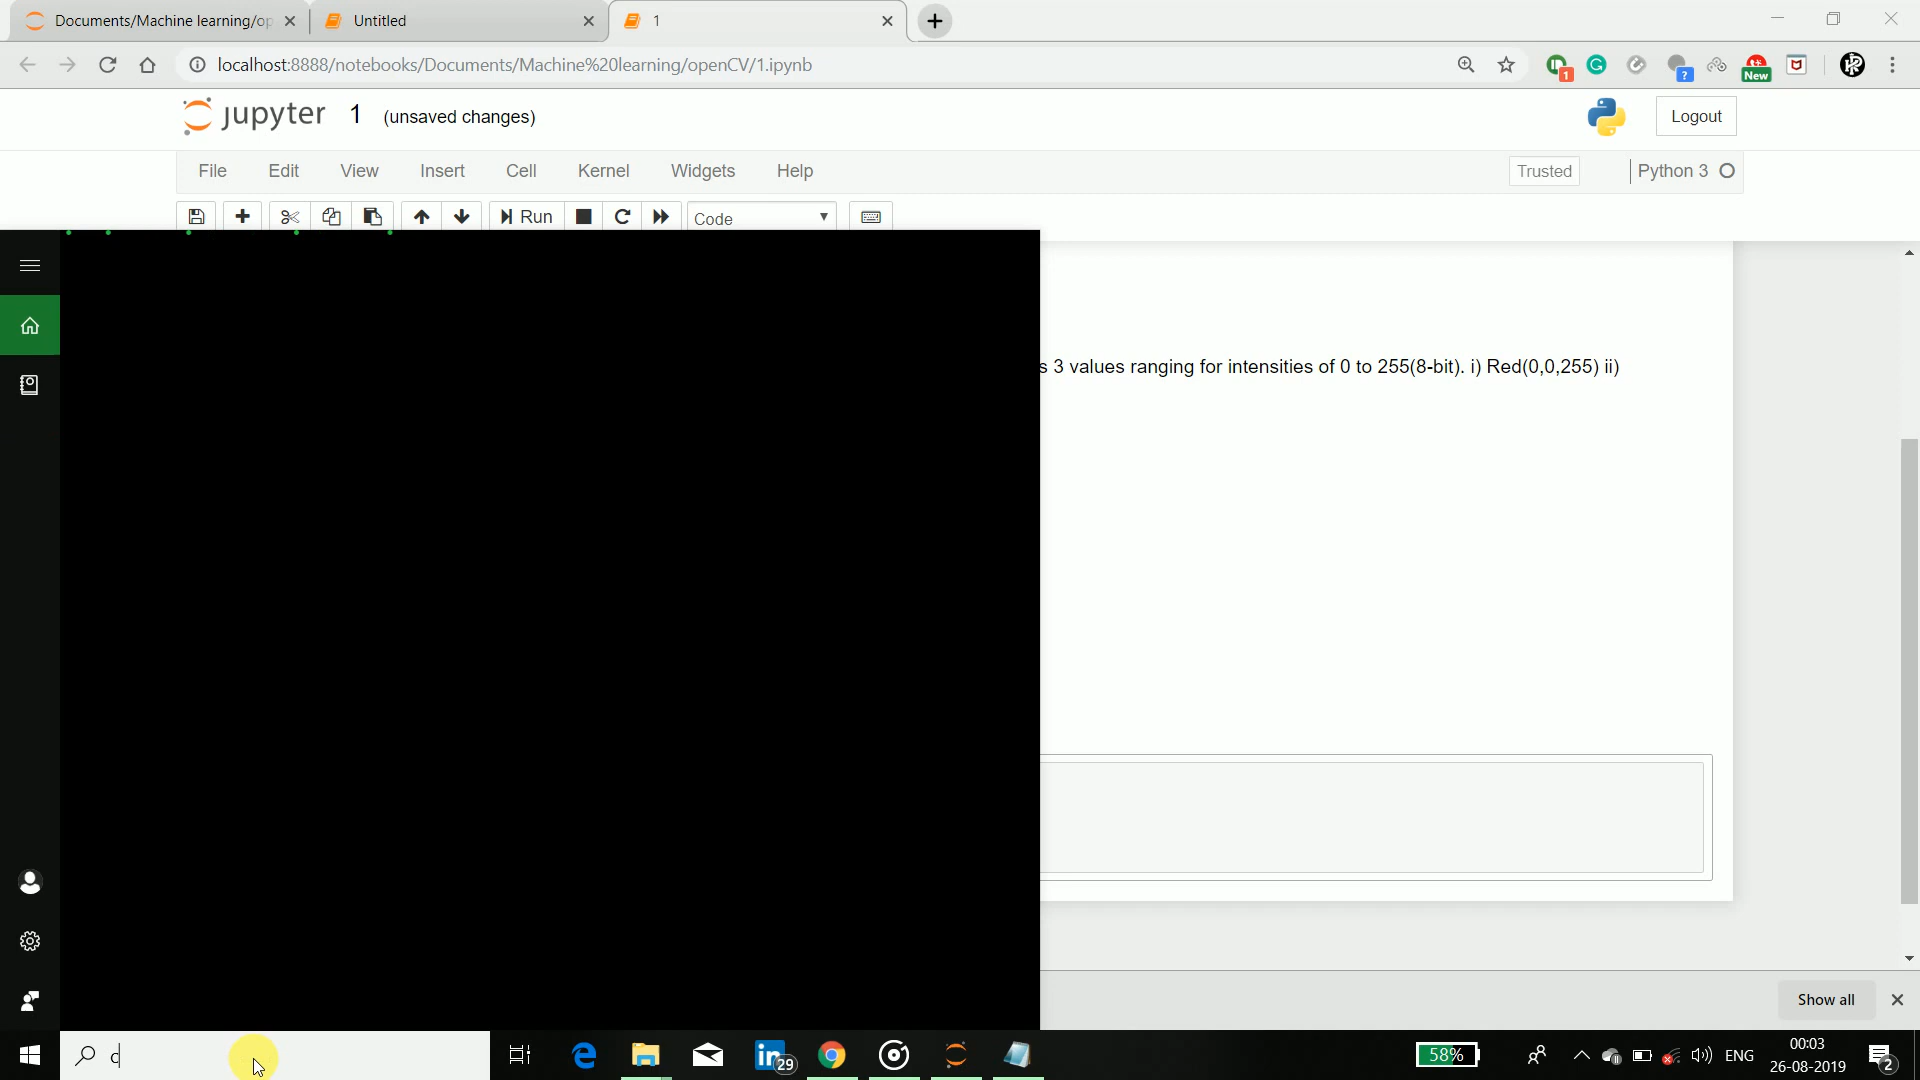 Documents/Machine learning/op
Untitled
1
localhost:8888/notebooks/Documents/Machine%20learning/openCV/1.ipynb
1
?
New
jupyter 1 (unsaved changes)
Logout
File Edit View Insert Cell Kernel Widgets Help
Trusted
Python 3
Run
Code
s 3 values ranging for intensities of 0 to 255(8-bit). i) Red(0,0,255) ii)
Show all
c
29
58%
ENG
00:03
26-08-2019
2